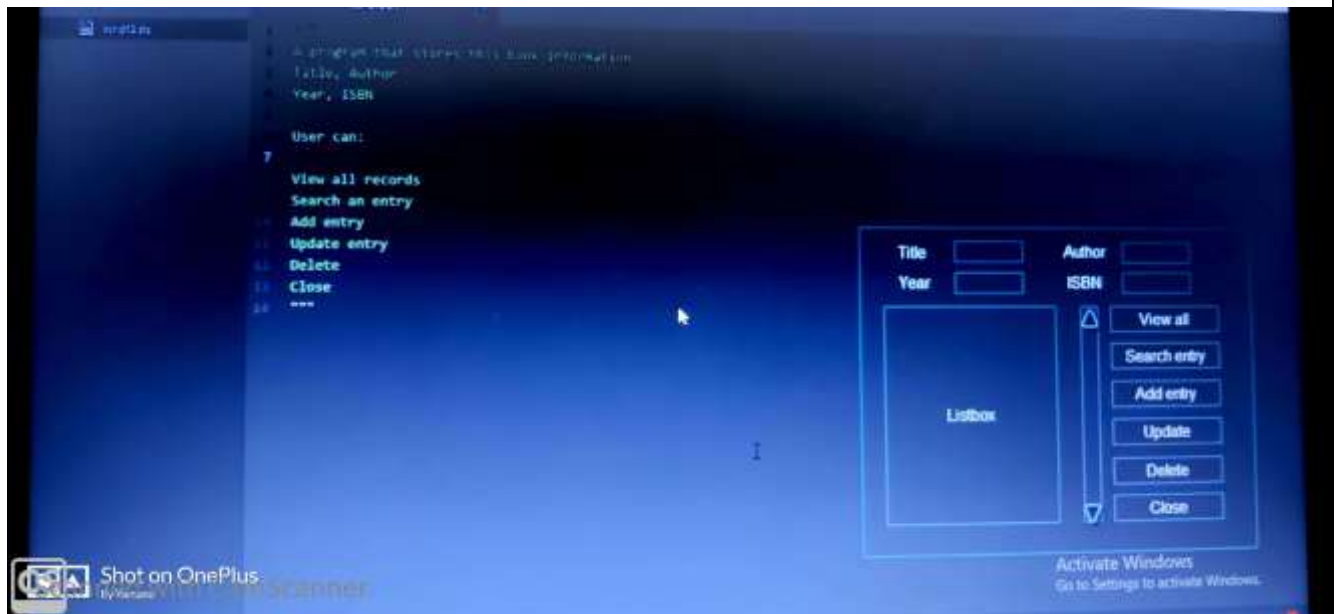 A program that stores this book information
Title, Author
Year, ISBN
User can:
7
View all records
Search an entry
Add entry
Update entry
Delete
Close
"""
Title Author
Year ISBN
View all
Search entry
Add entry
Listbox
Update
Delete
Close
Activate Windows
Go to Settings to activate Windows.
Shot on OnePlus
By
Scanner